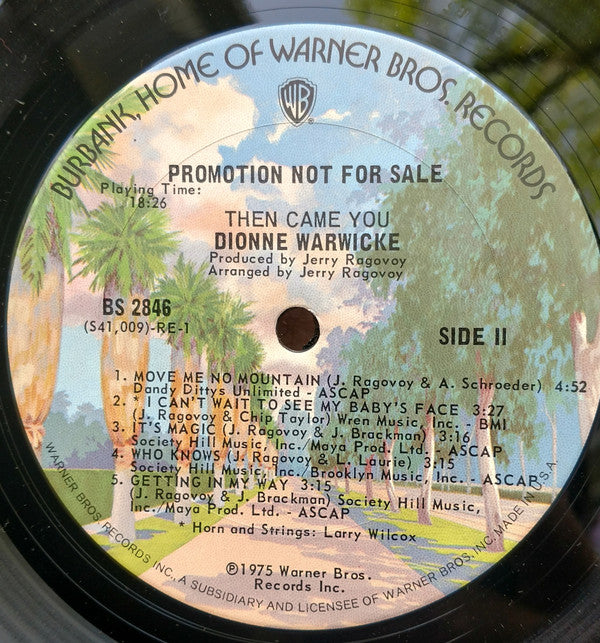 BURBANK, HOME OF WARNER BROS. RECORDS
WB
®
PROMOTION NOT FOR SALE
Playing Time:
18:26
THEN CAME YOU
DIONNE WARWICKE
Produced by Jerry Ragovoy
Arranged by Jerry Ragovoy
BS 2846
(S41,009)-RE-1
SIDE II
1. MOVE ME NO MOUNTAIN (J. Ragovoy & A. Schroeder) 4:52
Dandy Dittys Unlimited - ASCAP
2. * I CAN'T WAIT TO SEE MY BABY'S FACE 3:27
(J. Ragovoy & Chip Taylor) Wren Music, Inc. - BMI
3. IT'S MAGIC (J. Ragovoy & J. Brackman) 3:16
Society Hill Music, Inc./Maya Prod. Ltd. - ASCAP
4. WHO KNOWS (J. Ragovoy & L. Laurie) 3:15
Society Hill Music, Inc./Brooklyn Music, Inc. - ASCAP
5. GETTING IN MY WAY 3:15
(J. Ragovoy & J. Brackman) Society Hill Music,
Inc./Maya Prod. Ltd. - ASCAP
* Horn and Strings: Larry Wilcox
℗1975 Warner Bros.
Records Inc.
WARNER BROS. RECORDS INC., A SUBSIDIARY AND LICENSEE OF WARNER BROS. INC. MADE IN U.S.A.